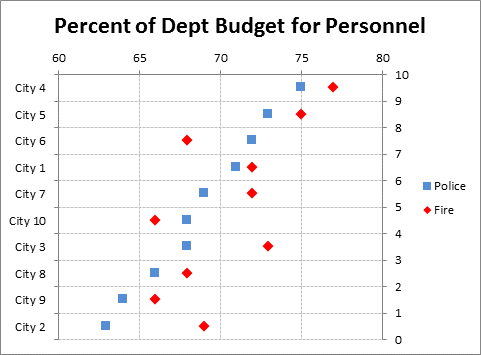 Percent of Dept Budget for Personnel
60 65 70 75 80
City 4 10
City 5 9
City 6 8
City 1 7
City 7 6
City 10 5
City 3 4
City 8 3
City 9 2
City 2 1
0
Police
Fire